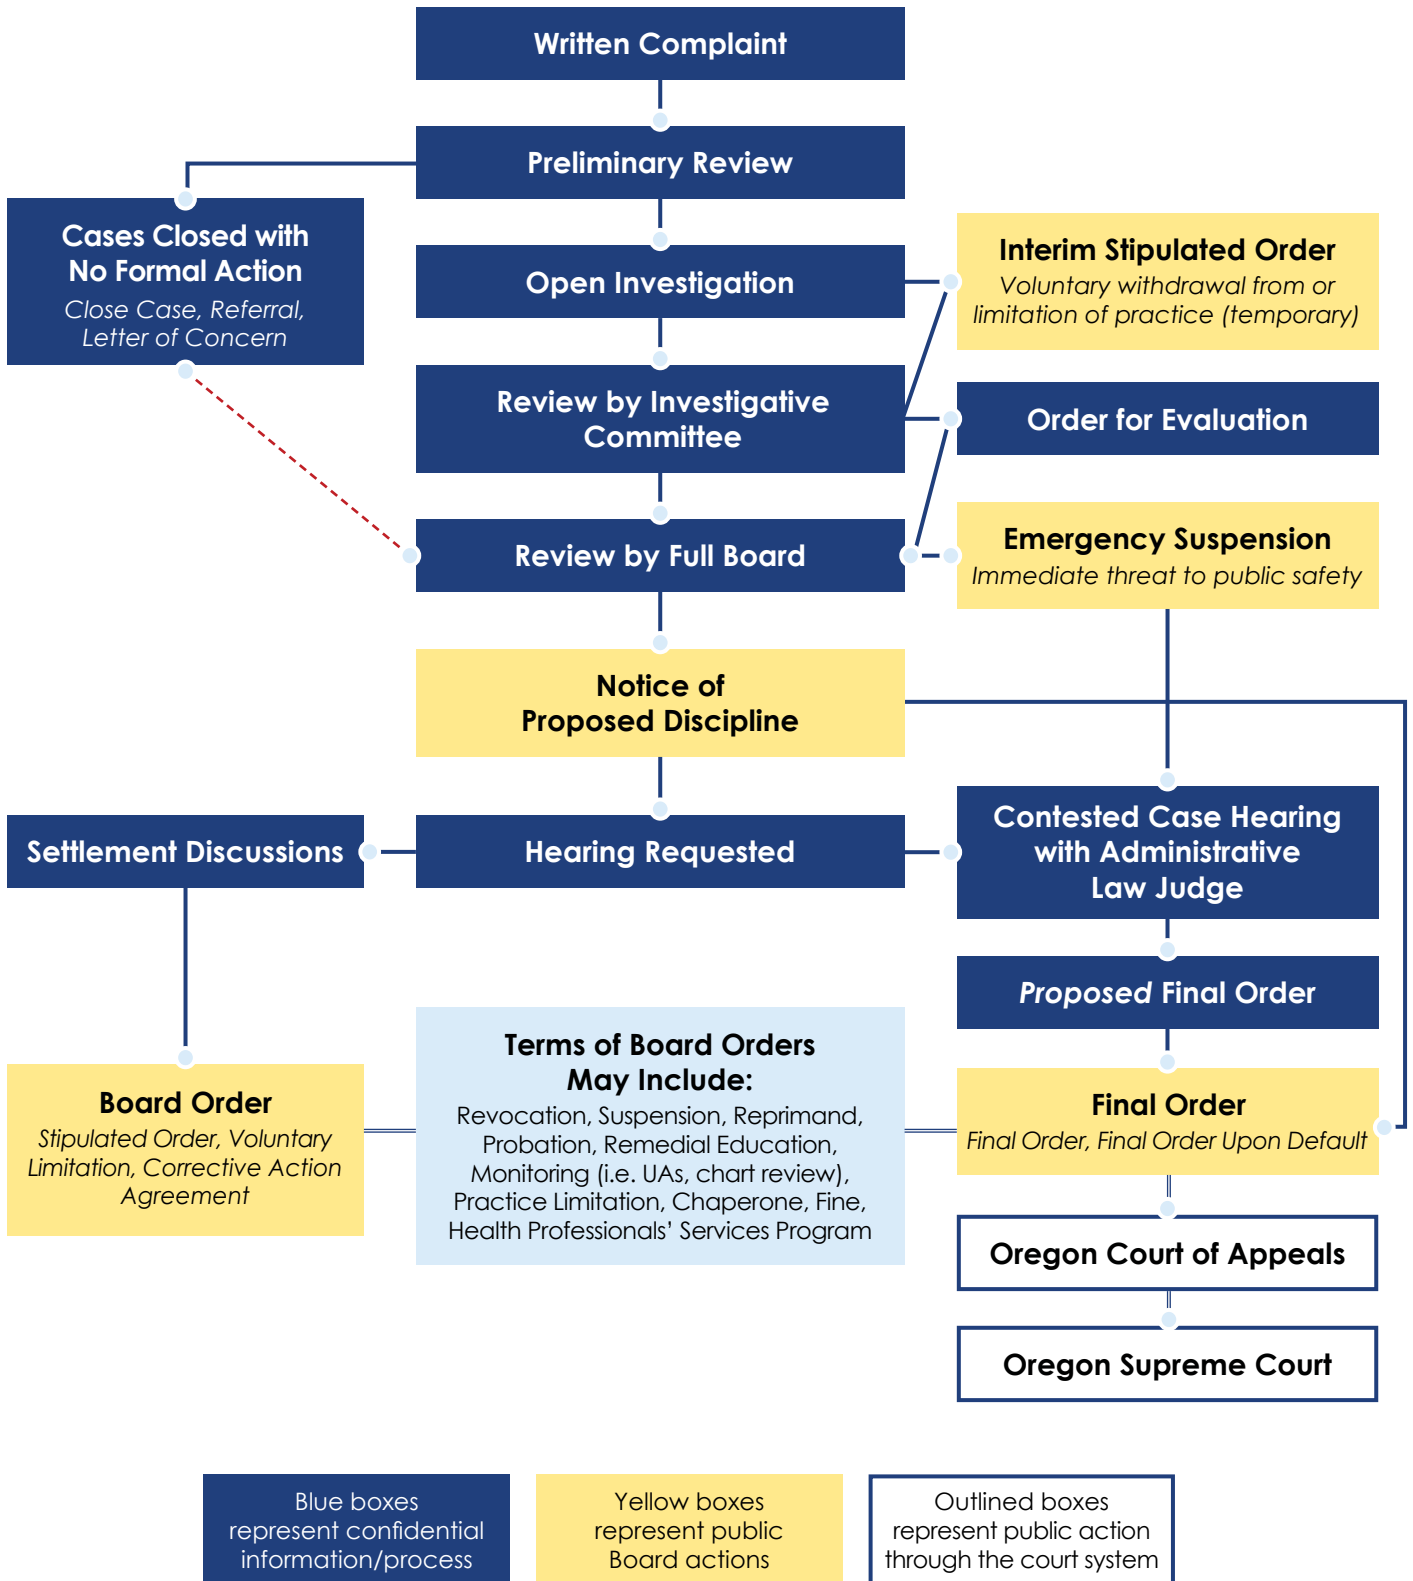 Written Complaint
Preliminary Review
Cases Closed with
No Formal Action
Close Case, Referral,
Letter of Concern
Open Investigation
Interim Stipulated Order
Voluntary withdrawal from or
limitation of practice (temporary)
Review by Investigative
Committee
Order for Evaluation
Review by Full Board
Emergency Suspension
Immediate threat to public safety
Notice of
Proposed Discipline
Settlement Discussions
Hearing Requested
Contested Case Hearing
with Administrative
Law Judge
Proposed Final Order
Board Order
Stipulated Order, Voluntary
Limitation, Corrective Action
Agreement
Terms of Board Orders
May Include:
Revocation, Suspension, Reprimand,
Probation, Remedial Education,
Monitoring (i.e. UAs, chart review),
Practice Limitation, Chaperone, Fine,
Health Professionals’ Services Program
Final Order
Final Order, Final Order Upon Default
Oregon Court of Appeals
Oregon Supreme Court
Blue boxes
represent confidential
information/process
Yellow boxes
represent public
Board actions
Outlined boxes
represent public action
through the court system